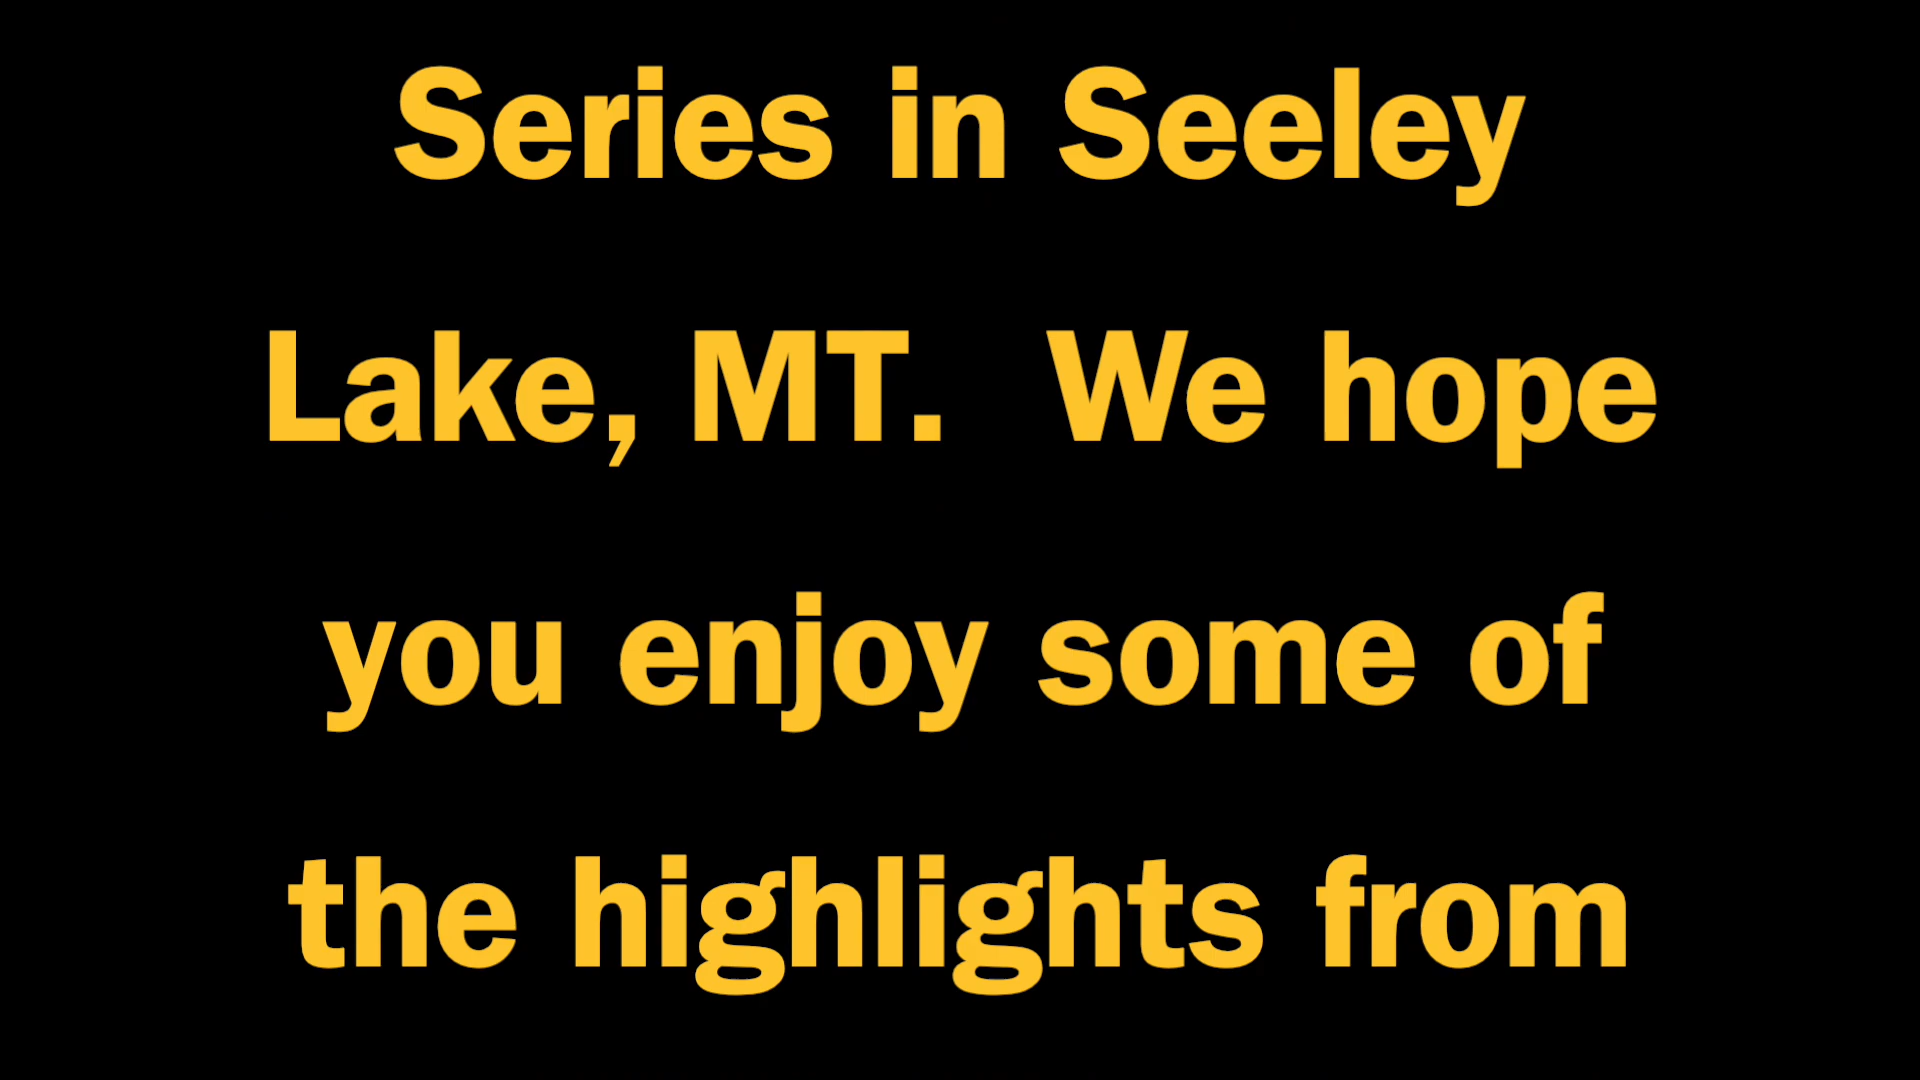 Series in Seeley
Lake, MT.  We hope
you enjoy some of
the highlights from